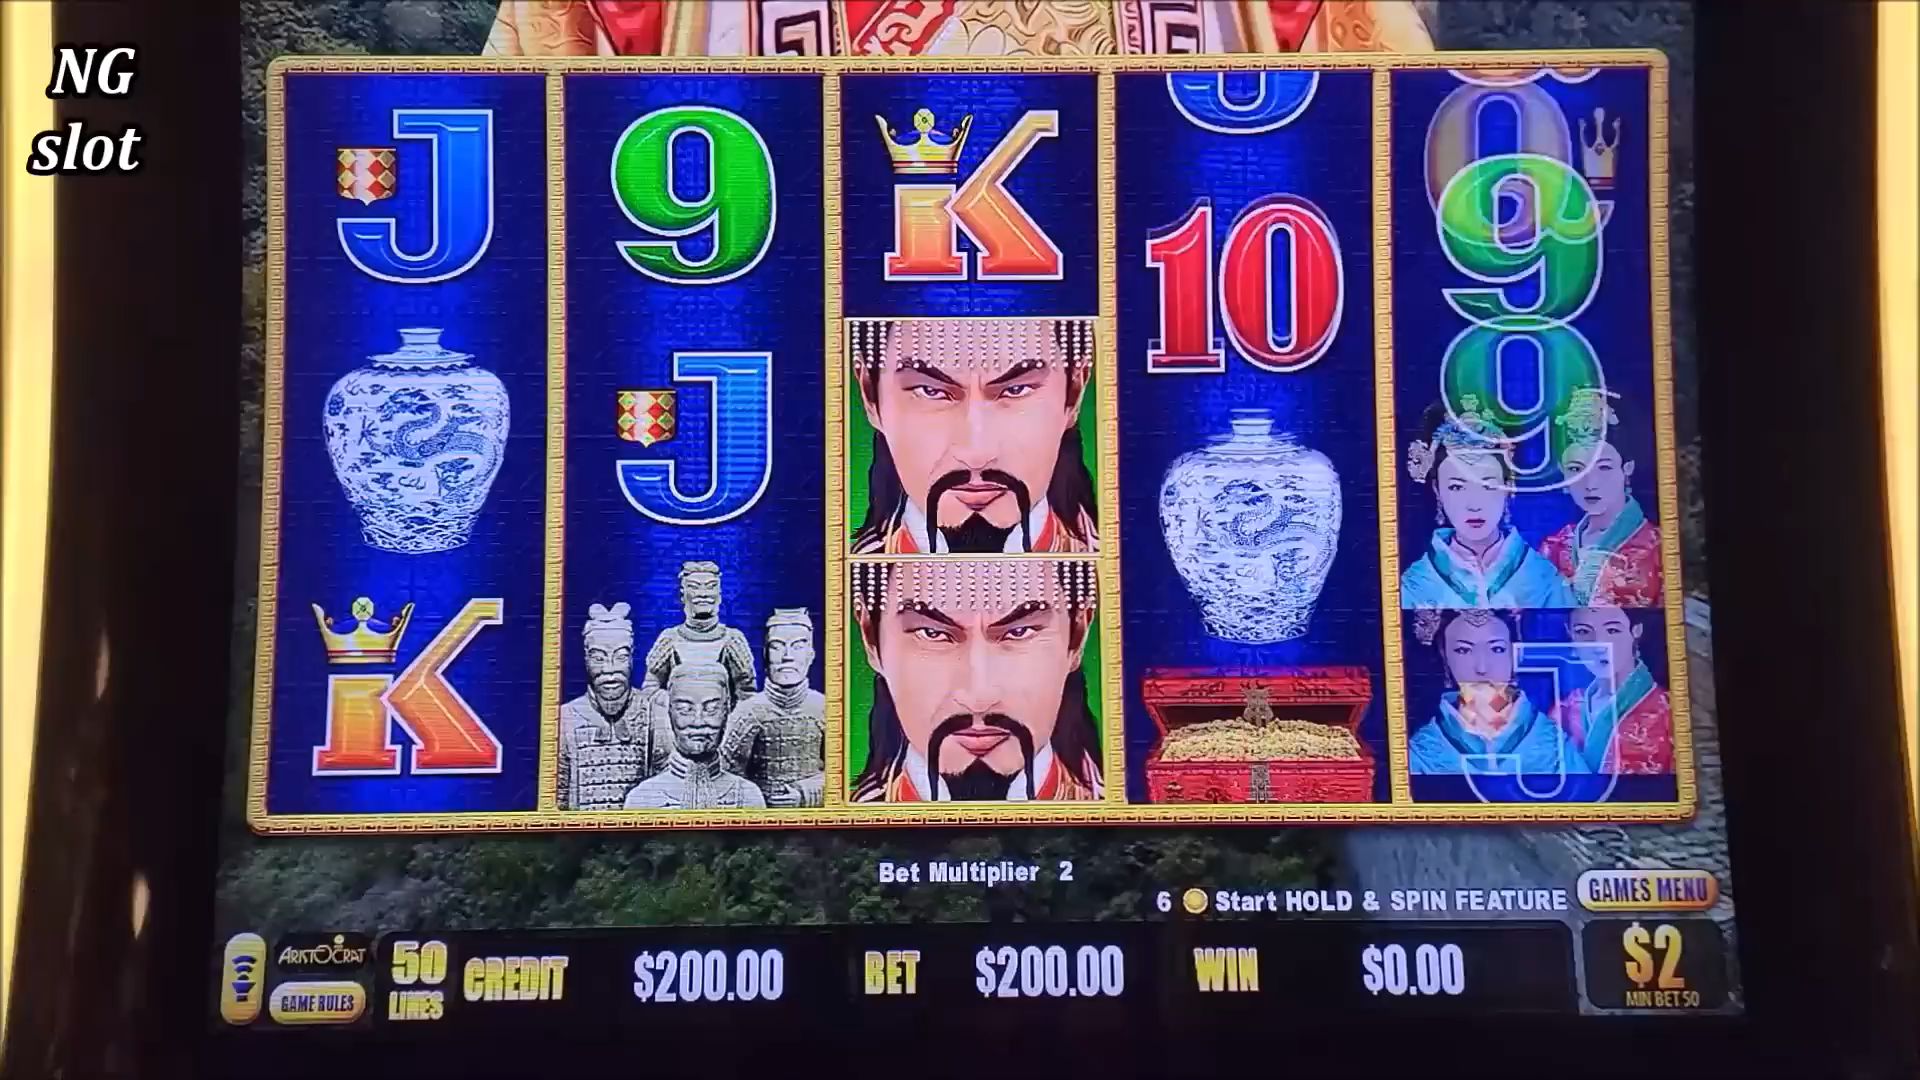 NG
slot
J 9 K J Q
9
10
J 9
K J
Bet Multiplier 2
6 Start HOLD & SPIN FEATURE GAMES MENU
ARISTOCRAT
GAME RULES
50
LINES
CREDIT $200.00 BET $200.00 WIN $0.00
$2
MIN BET 50